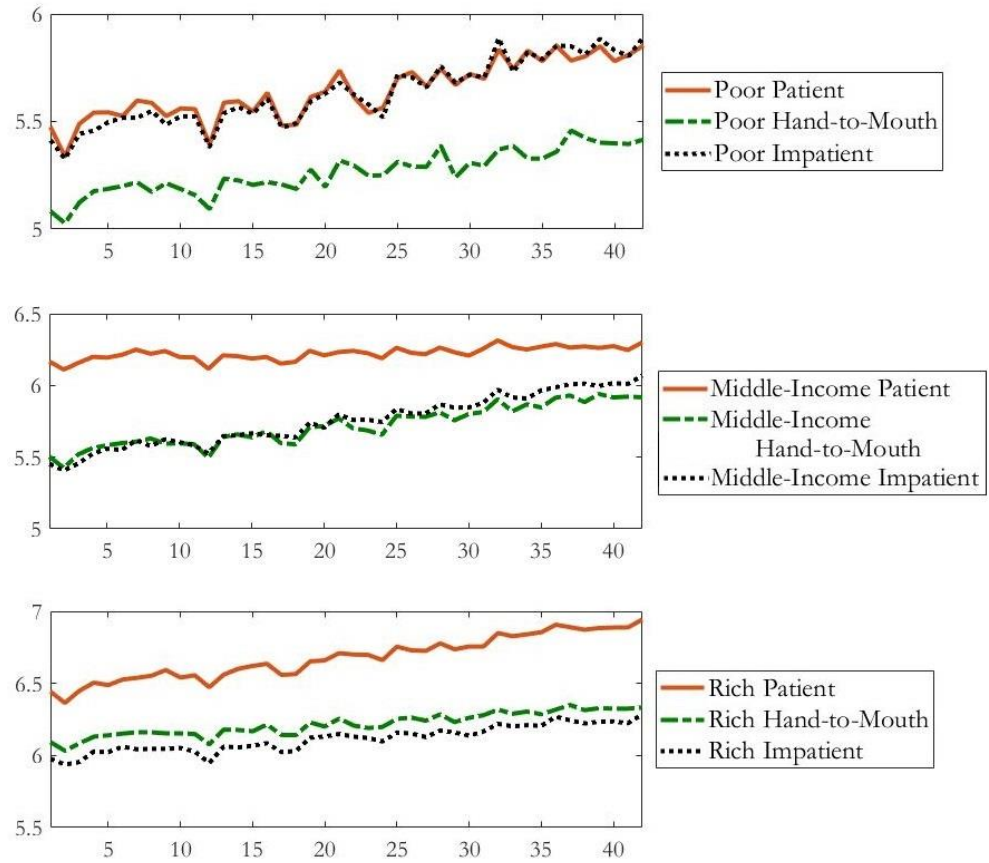 6
5.5
5
5 10 15 20 25 30 35 40
Poor Patient
Poor Hand-to-Mouth
Poor Impatient
6.5
6
5.5
5
5 10 15 20 25 30 35 40
Middle-Income Patient
Middle-Income
Hand-to-Mouth
Middle-Income Impatient
7
6.5
6
5.5
5 10 15 20 25 30 35 40
Rich Patient
Rich Hand-to-Mouth
Rich Impatient